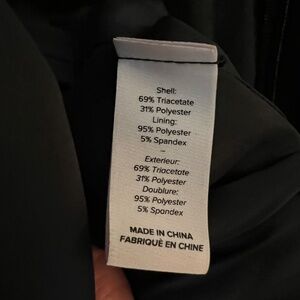 Shell:
69% Triacetate
31% Polyester
Lining:
95% Polyester
5% Spandex
–
Exterieur:
69% Triacetate
31% Polyester
Doublure:
95% Polyester
5% Spandex
MADE IN CHINA
FABRIQUÉ EN CHINE